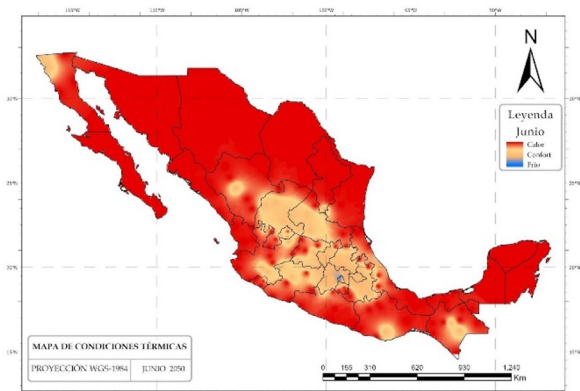 N
Leyenda
Junio
Calor
Confort
Frío
MAPA DE CONDICIONES TÉRMICAS
PROYECCIÓN WGS-1984 JUNIO 2050
0 155 310 620 930 1,240
Km